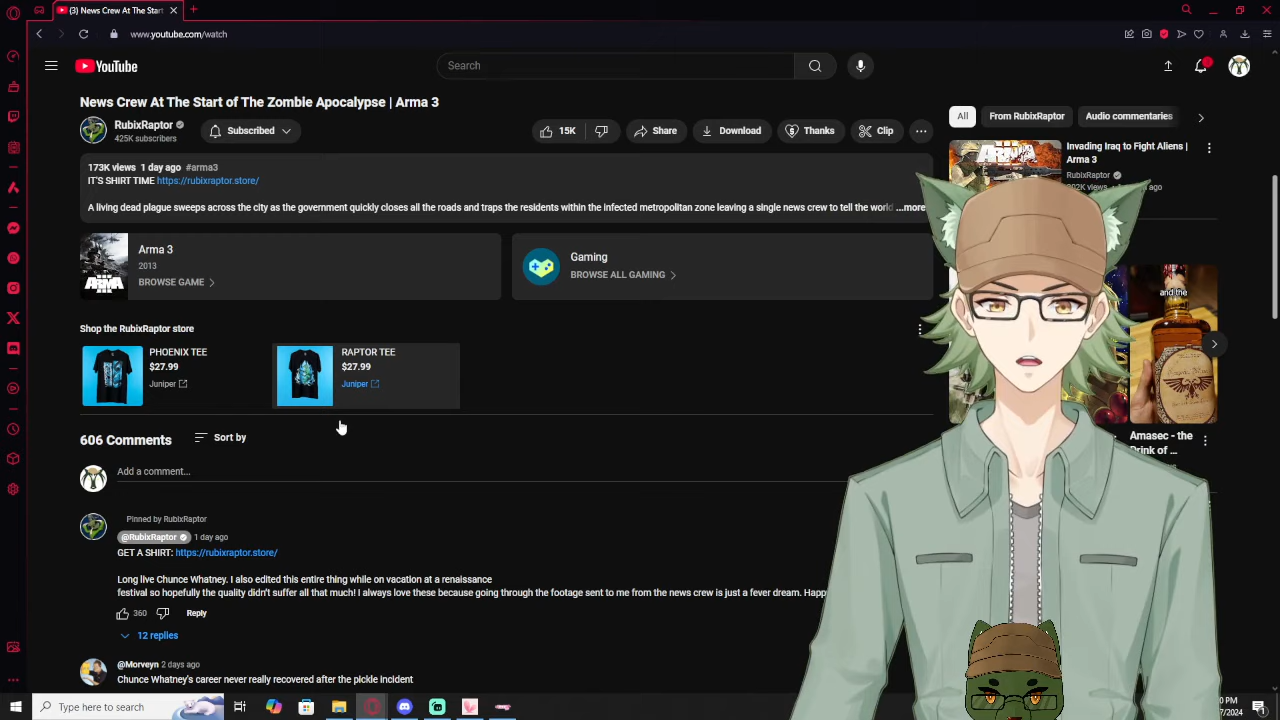 (3) News Crew At The Start
www.youtube.com/watch
YouTube
Search
News Crew At The Start of The Zombie Apocalypse | Arma 3
RubixRaptor
425K subscribers
Subscribed
15K
Share
Download
Thanks
Clip
All
From RubixRaptor
Audio commentaries
173K views 1 day ago #arma3
IT'S SHIRT TIME https://rubixraptor.store/
A living dead plague sweeps across the city as the government quickly closes all the roads and traps the residents within the infected metropolitan zone leaving a single news crew to tell the world ...more
Invading Iraq to Fight Aliens |
Arma 3
RubixRaptor
ago
ARMA
Arma 3
2013
BROWSE GAME
Gaming
BROWSE ALL GAMING
and the
Shop the RubixRaptor store
PHOENIX TEE
$27.99
Juniper
RAPTOR TEE
$27.99
Juniper
Amasec - the
Drink of ...
606 Comments
Sort by
Add a comment...
Pinned by RubixRaptor
@RubixRaptor 1 day ago
GET A SHIRT: https://rubixraptor.store/
Long live Chunce Whatney. I also edited this entire thing while on vacation at a renaissance
festival so hopefully the quality didn't suffer all that much! I always love these because going through the footage sent to me from the news crew is just a fever dream.
360
Reply
12 replies
@Morveyn 2 days ago
Chunce Whatney's career never really recovered after the pickle incident
Type here to search